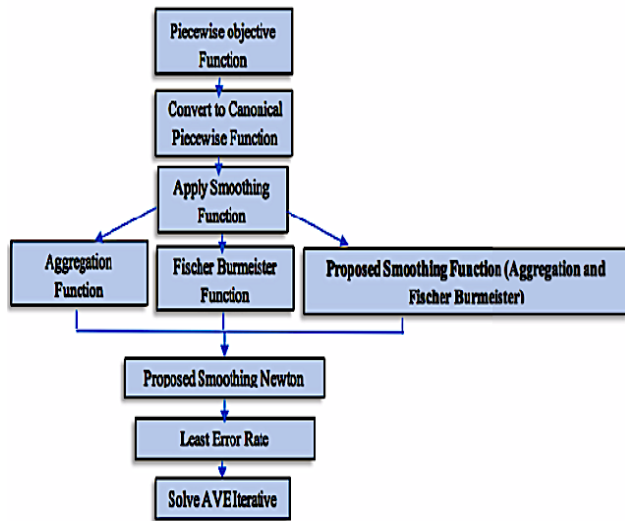 Piecewise objective
Function
Convert to Canonical
Piecewise Function
Apply Smoothing
Function
Aggregation
Function
Fischer Burmeister
Function
Proposed Smoothing Function (Aggregation and
Fischer Burmeister)
Proposed Smoothing Newton
Least Error Rate
Solve AVE Iterative